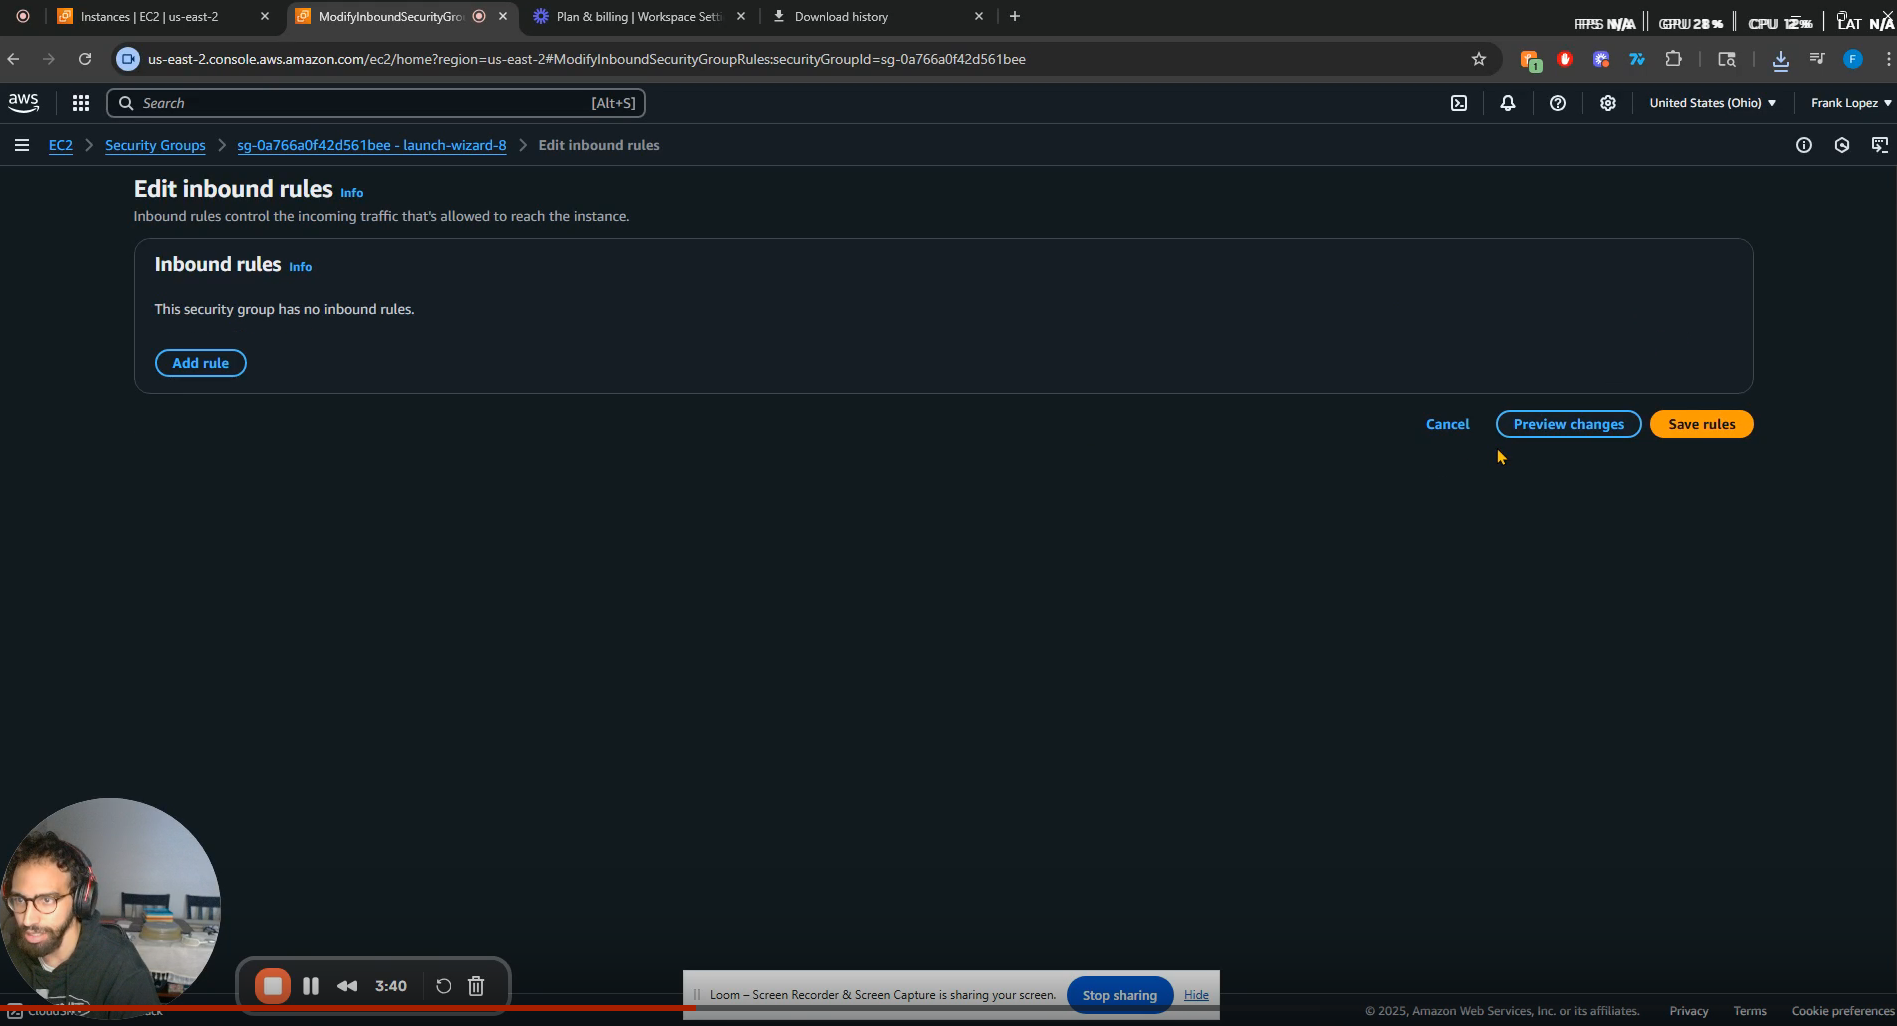 Instances | EC2 | us-east-2
ModifyInboundSecurityGro
Plan & billing | Workspace Setti
Download history
FPS N/A
GPU
CPU
LAT N/A
us-east-2.console.aws.amazon.com/ec2/home?region=us-east-2#ModifyInboundSecurityGroupRules:securityGroupId=sg-0a766a0f42d561bee
1
F
aws
Search
[Alt+S]
United States (Ohio)
Frank Lopez
EC2
Security Groups
sg-0a766a0f42d561bee - launch-wizard-8
Edit inbound rules
Edit inbound rules Info
Inbound rules control the incoming traffic that's allowed to reach the instance.
Inbound rules Info
This security group has no inbound rules.
Add rule
Cancel
Preview changes
Save rules
3:40
Loom – Screen Recorder & Screen Capture is sharing your screen.
Stop sharing
Hide
© 2025, Amazon Web Services, Inc. or its affiliates.
Privacy
Terms
Cookie preferences